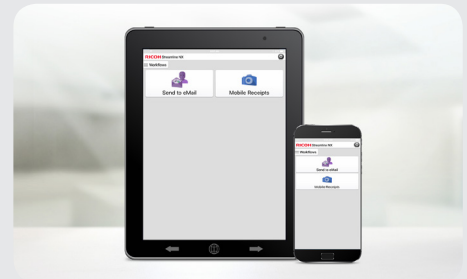 RICOH Streamline NX
Workflows
Send to eMail
Mobile Receipts
RICOH Streamline NX
Workflows
Send to eMail
Mobile Receipts